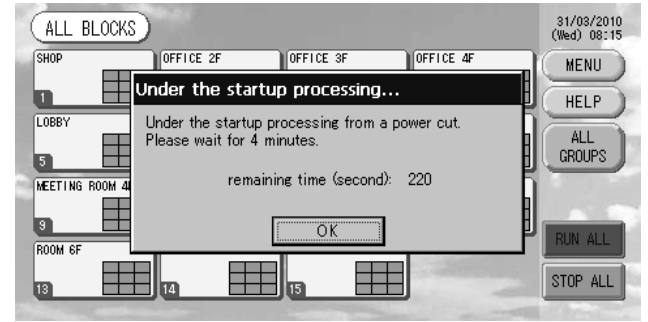 ALL BLOCKS
31/03/2010
(Wed) 08:15
SHOP
OFFICE 2F
OFFICE 3F
OFFICE 4F
MENU
1
Under the startup processing...
HELP
LOBBY
Under the startup processing from a power cut.
Please wait for 4 minutes.
ALL
GROUPS
5
remaining time (second): 220
MEETING ROOM
9
OK
RUN ALL
ROOM 6F
13
14
15
STOP ALL